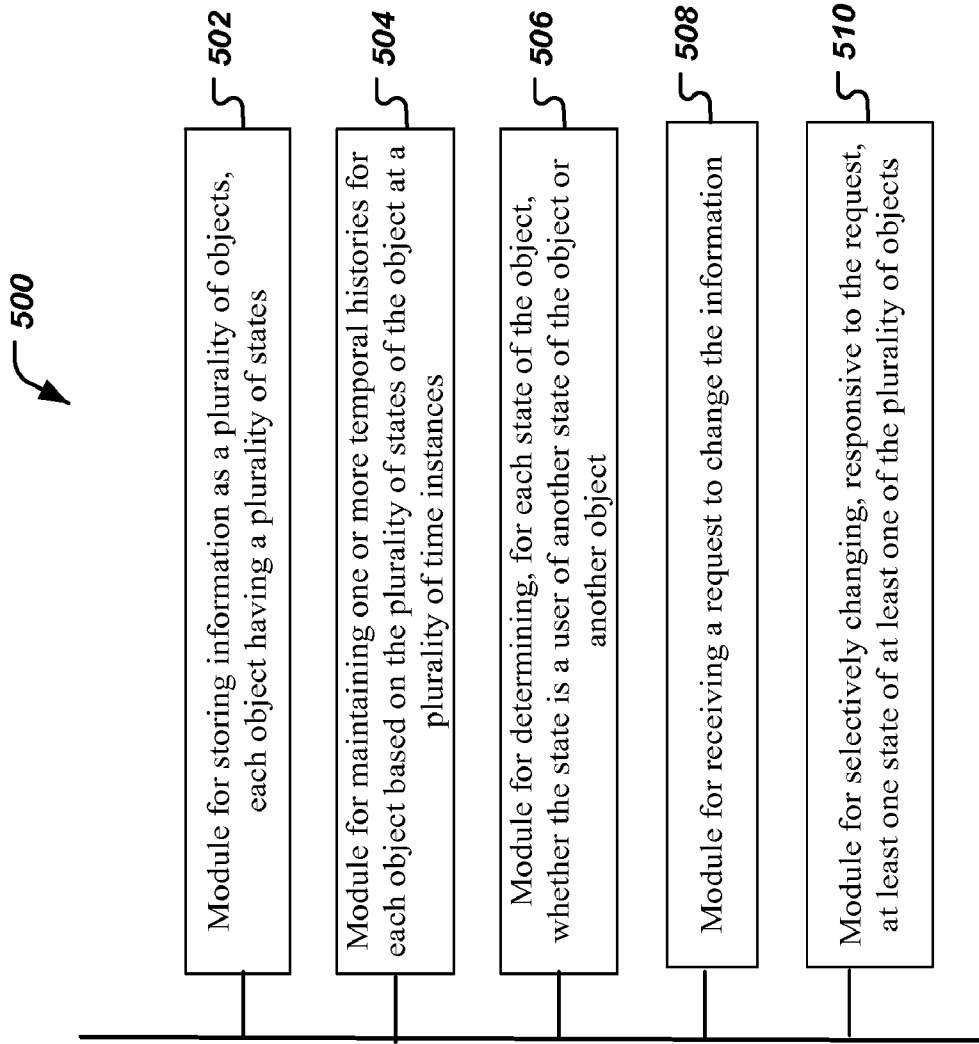 500
Module for storing information as a plurality of objects,
each object having a plurality of states
502
Module for maintaining one or more temporal histories for
each object based on the plurality of states of the object at a
plurality of time instances
504
Module for determining, for each state of the object,
whether the state is a user of another state of the object or
another object
506
Module for receiving a request to change the information
508
Module for selectively changing, responsive to the request,
at least one state of at least one of the plurality of objects
510